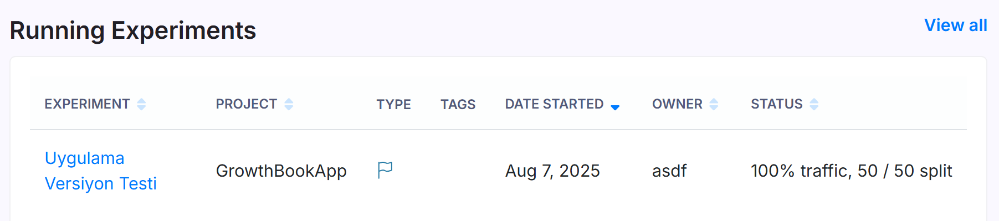 Running Experiments
View all
EXPERIMENT PROJECT TYPE TAGS DATE STARTED OWNER STATUS
Uygulama
Versiyon Testi
GrowthBookApp Aug 7, 2025 asdf 100% traffic, 50 / 50 split